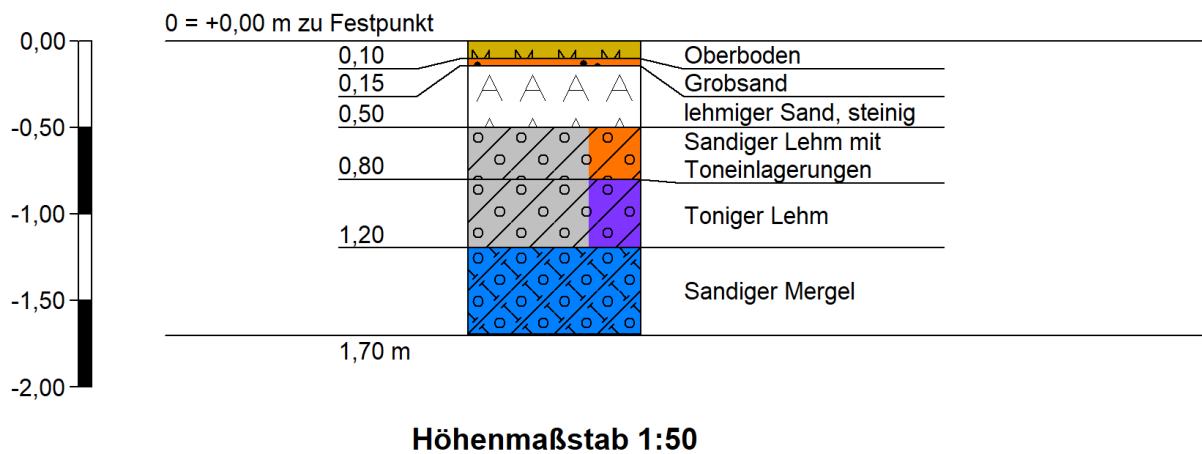 0 = +0,00 m zu Festpunkt
0,00
0,10
Oberboden
0,15
Grobsand
0,50
lehmiger Sand, steinig
-0,50
Sandiger Lehm mit
0,80
Toneinlagerungen
-1,00
Toniger Lehm
1,20
-1,50
Sandiger Mergel
1,70 m
-2,00
Höhenmaßstab 1:50